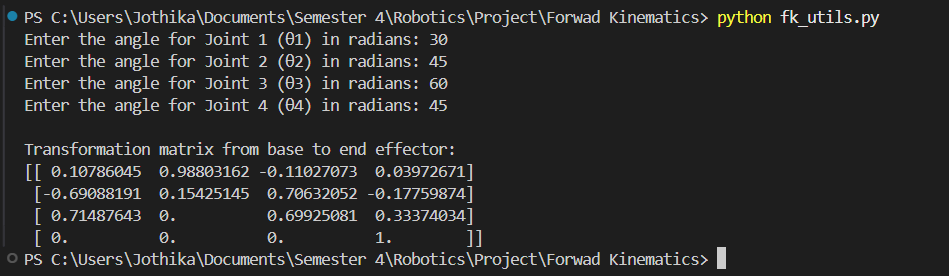 PS C:\Users\Jothika\Documents\Semester 4\Robotics\Project\Forwad Kinematics> python fk_utils.py
Enter the angle for Joint 1 (θ1) in radians: 30
Enter the angle for Joint 2 (θ2) in radians: 45
Enter the angle for Joint 3 (θ3) in radians: 60
Enter the angle for Joint 4 (θ4) in radians: 45
Transformation matrix from base to end effector:
[[ 0.10786045  0.98803162 -0.11027073  0.03972671]
 [-0.69088191  0.15425145  0.70632052 -0.17759874]
 [ 0.71487643  0.          0.69925081  0.33374034]
 [ 0.          0.          0.          1.        ]]
PS C:\Users\Jothika\Documents\Semester 4\Robotics\Project\Forwad Kinematics>